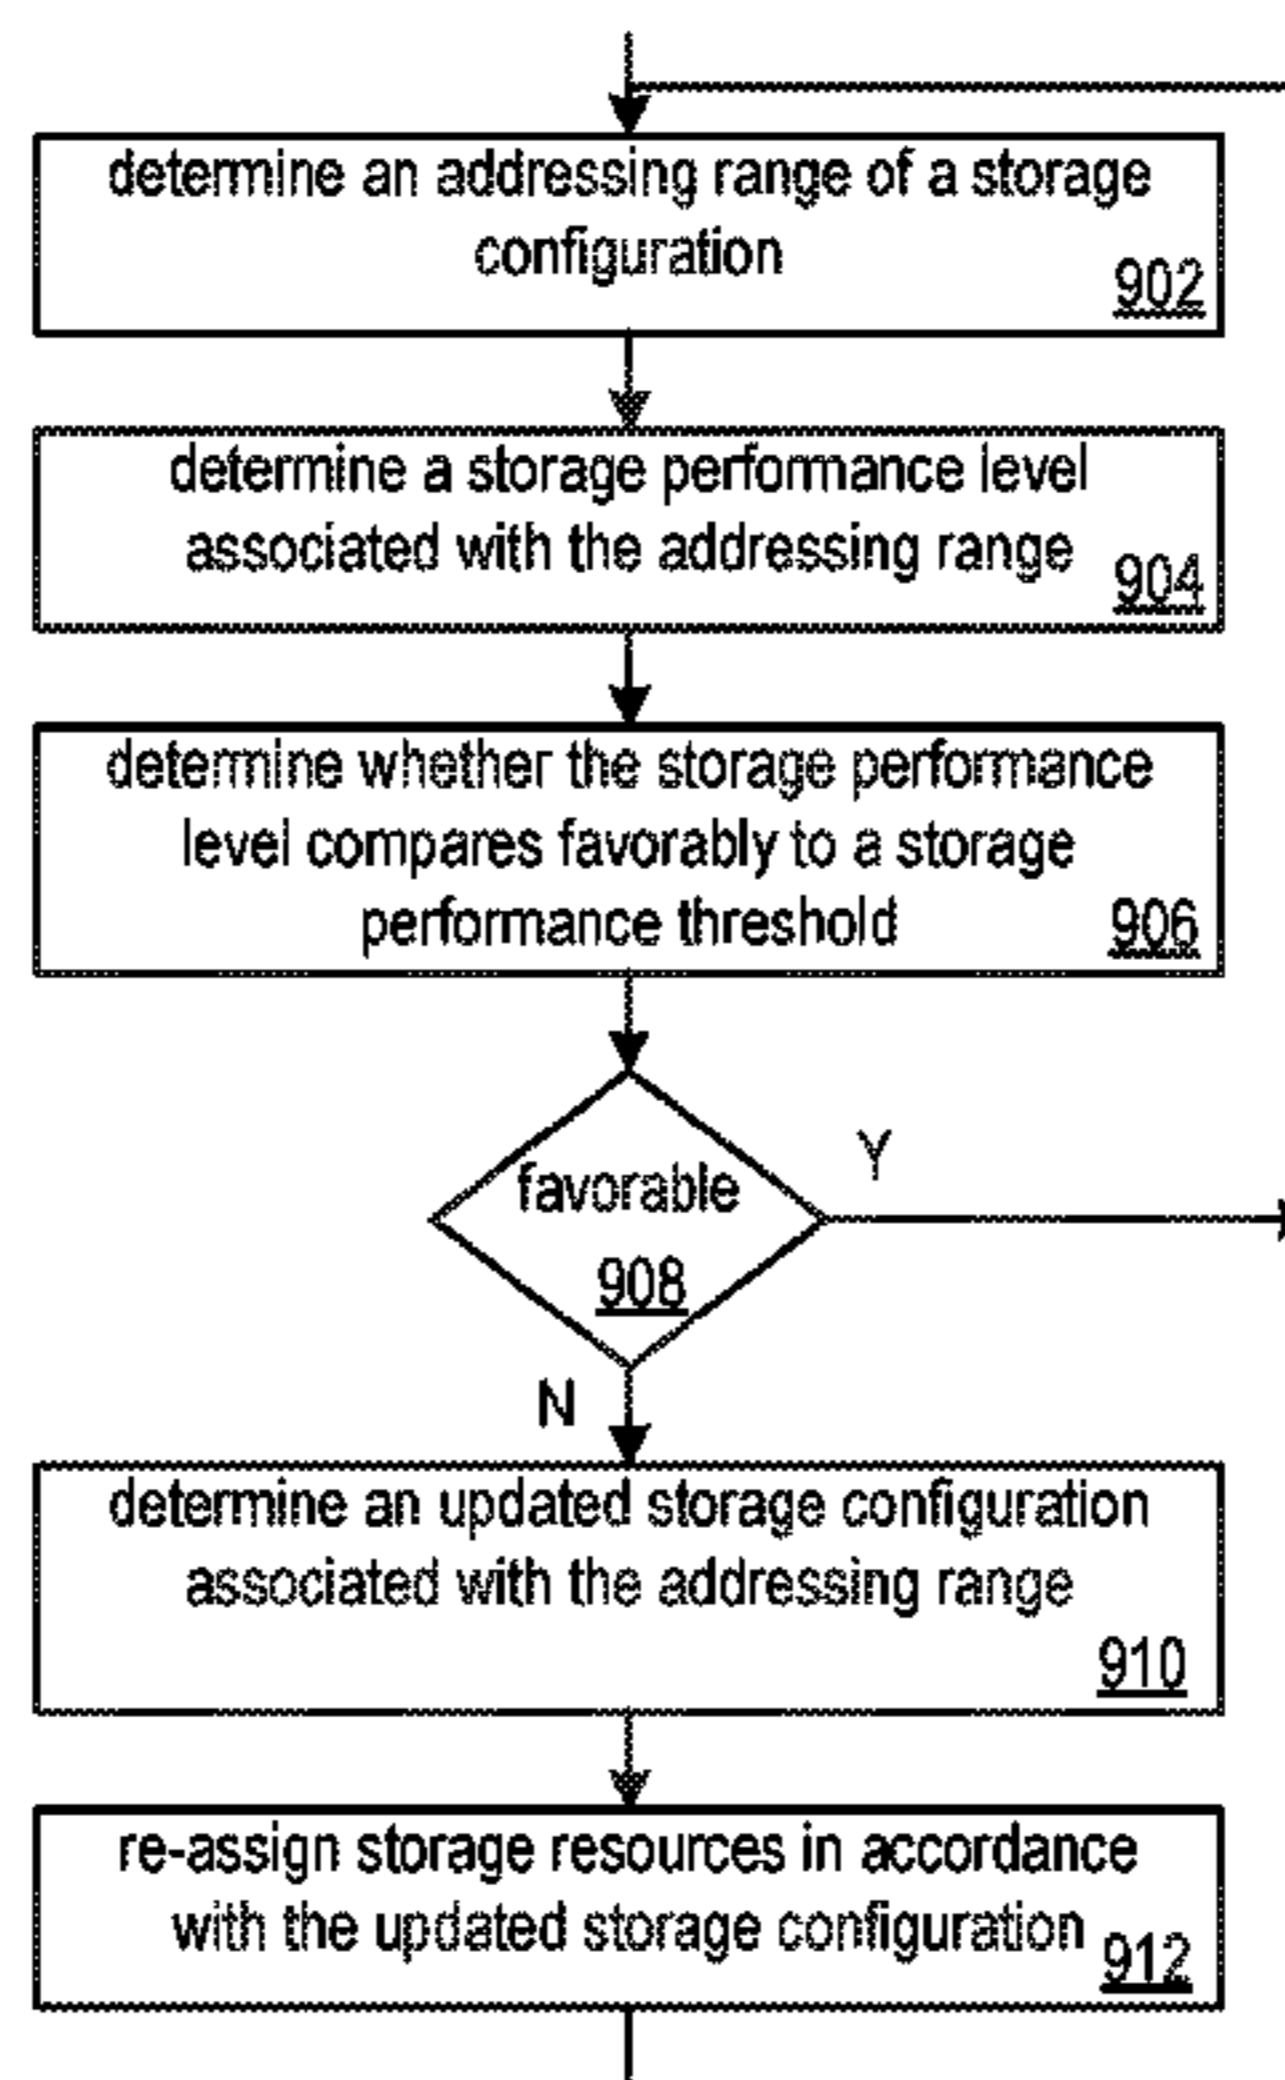 determine an addressing range of a storage
configuration
902
determine a storage performance level
associated with the addressing range
904
determine whether the storage performance
level compares favorably to a storage
performance threshold
906
favorable
Y
908
N
determine an updated storage configuration
associated with the addressing range
910
re-assign storage resources in accordance
with the updated storage configuration
912